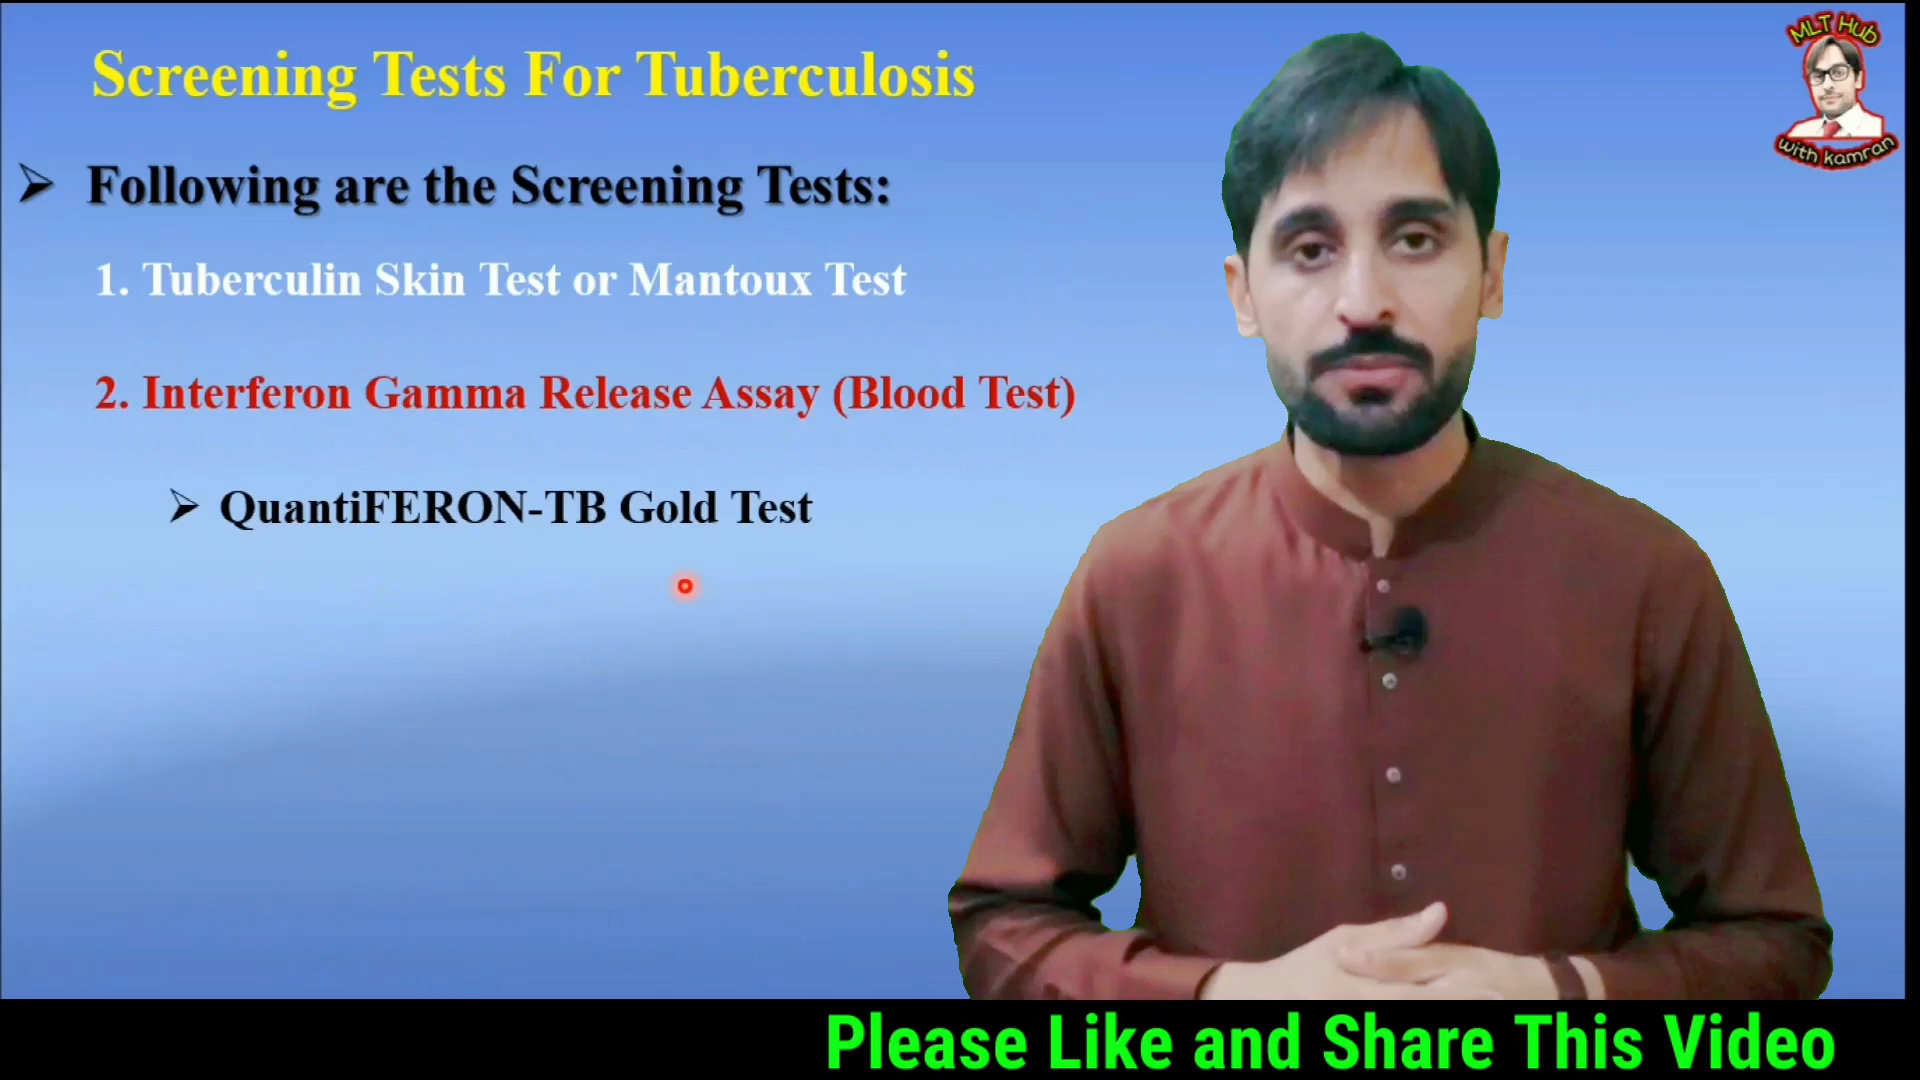 Screening Tests For Tuberculosis
MLT Hub
with kamran
➢ Following are the Screening Tests:
1. Tuberculin Skin Test or Mantoux Test
2. Interferon Gamma Release Assay (Blood Test)
➢ QuantiFERON-TB Gold Test
Please Like and Share This Video